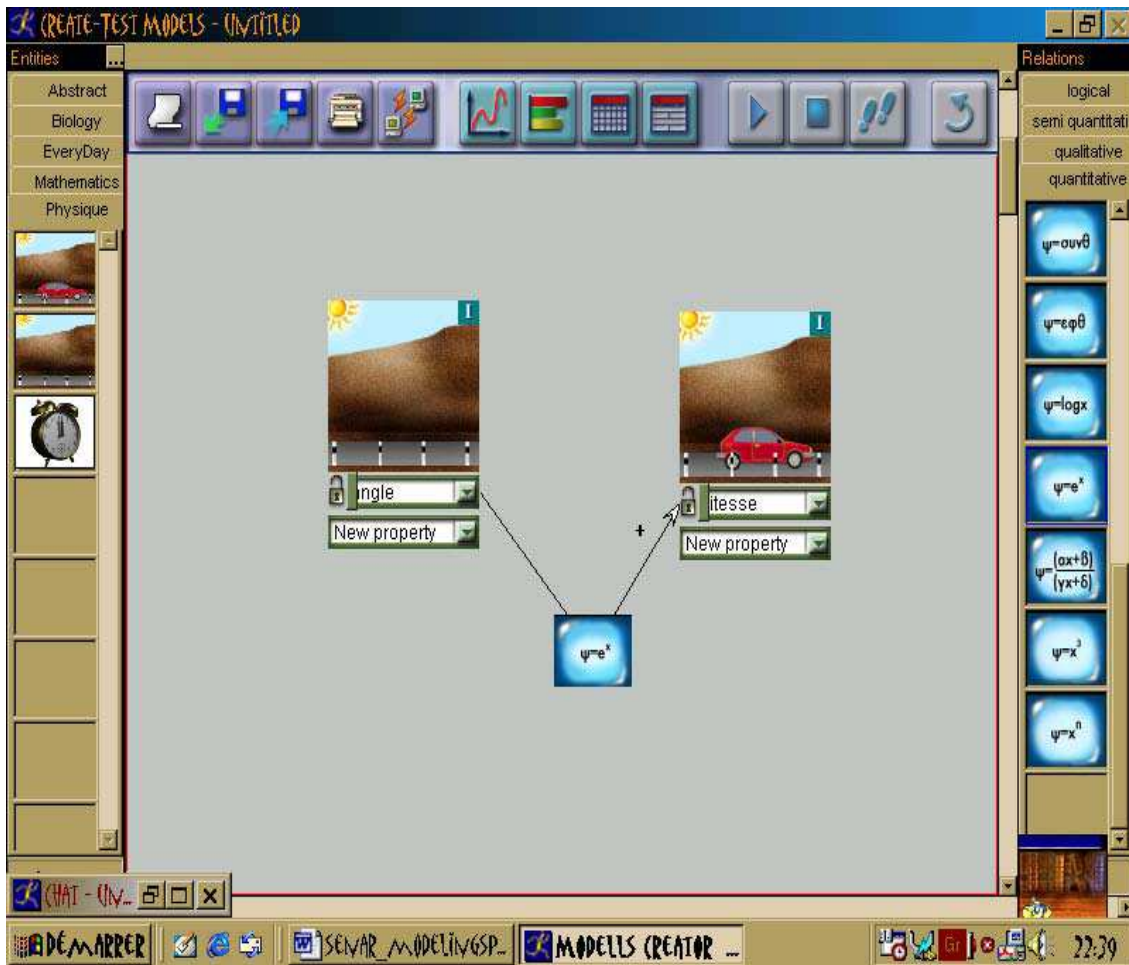 CREATE-TEST MODELS - UNTITLED
Entities ...
Relations
Abstract
Biology
EveryDay
Mathematics
Physique
logical
semi quantitati
qualitative
quantitative
I
I
ngle
New property
itesse
New property
+
ψ=e^x
ψ=συνθ
ψ=εφθ
ψ=logx
ψ=e^x
ψ=(αx+β)/(γx+δ)
ψ=x^3
ψ=x^n
CHAT - UN...
DÉMARRER
SENAR_MODELINGSP...
MODELLS CREATOR ...
Gr
22:39